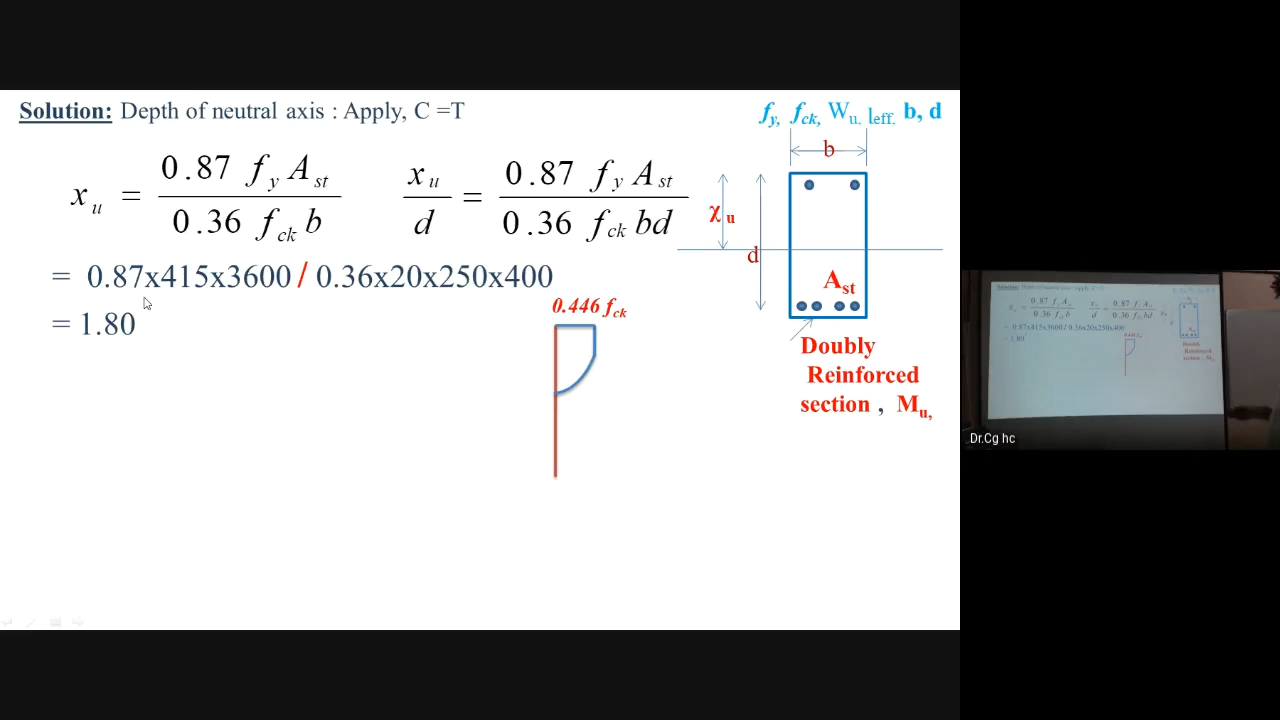 Solution: Depth of neutral axis : Apply, C =T
x_u = 0.87 f_y A_st / 0.36 f_ck b
x_u / d = 0.87 f_y A_st / 0.36 f_ck bd
= 0.87x415x3600 / 0.36x20x250x400
= 1.80
0.446 f_ck
f_y, f_ck, W_u, l_eff, b, d
b
χ_u
d
A_st
Doubly
Reinforced
section , M_u,
Dr.Cg hc